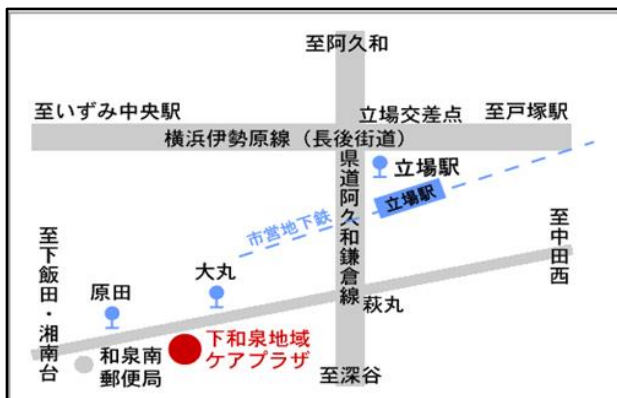 至阿久和
至いずみ中央駅
立場交差点
至戸塚駅
横浜伊勢原線（長後街道）
立場駅
県道阿久和鎌倉線
立場駅
市営地下鉄
至中田西
至下飯田・湘南台
大丸
原田
萩丸
下和泉地域
ケアプラザ
和泉南
郵便局
至深谷